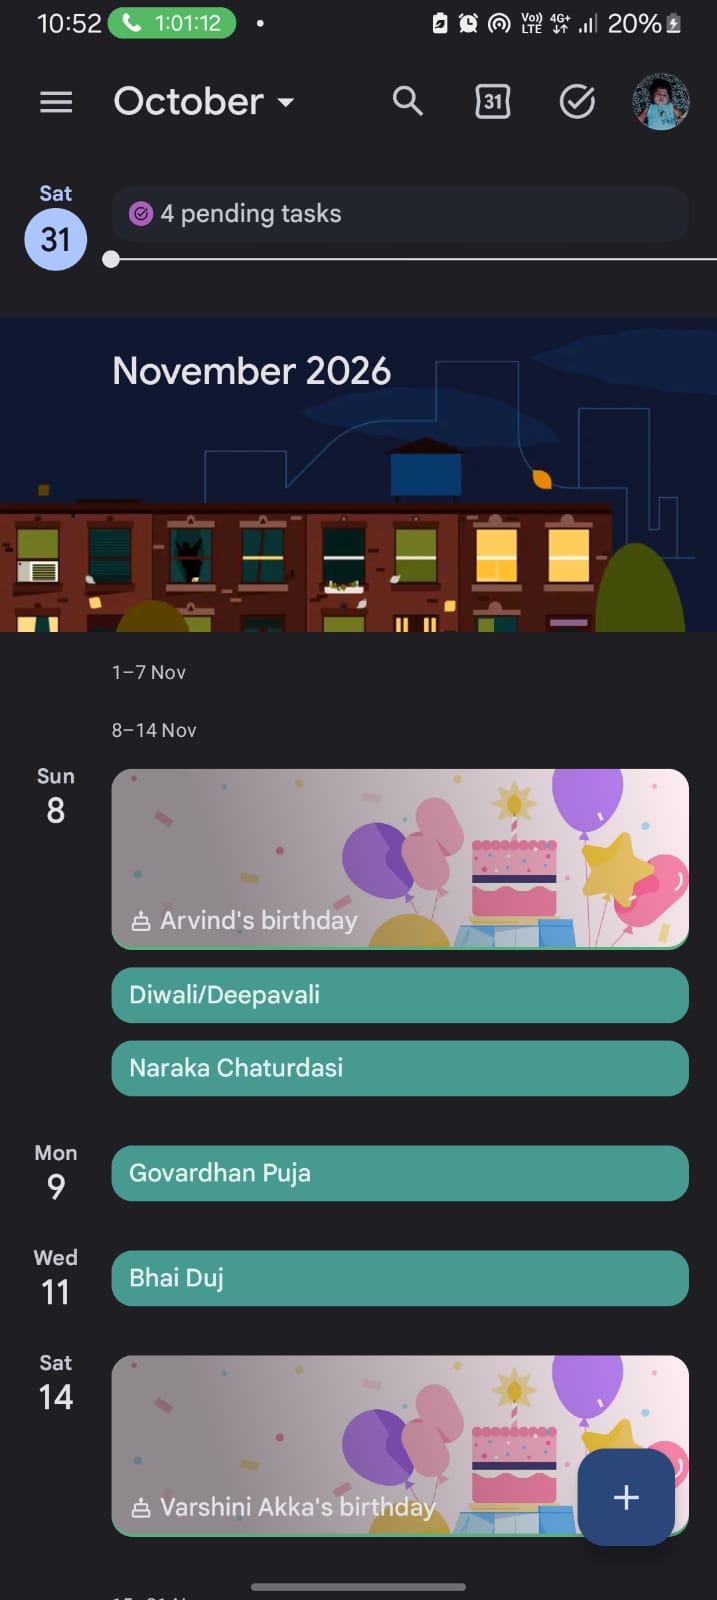 10:52 1:01:12 Vo)) LTE 4G+ 20%
October 31
Sat
31
4 pending tasks
November 2026
1–7 Nov
8–14 Nov
Sun
8
Arvind's birthday
Diwali/Deepavali
Naraka Chaturdasi
Mon
9
Govardhan Puja
Wed
11
Bhai Duj
Sat
14
Varshini Akka's birthday